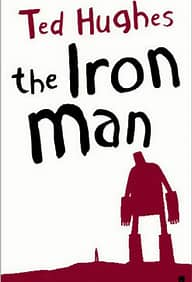 Ted Hughes
the Iron
man